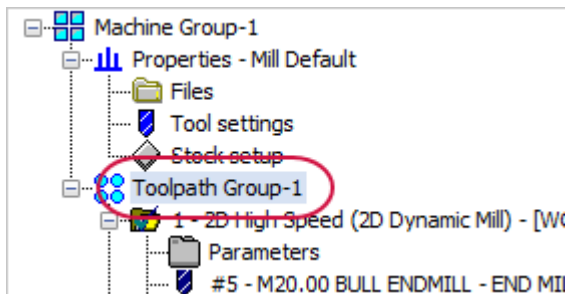 Machine Group-1
Properties - Mill Default
Files
Tool settings
Stock setup
Toolpath Group-1
1 - 2D High Speed (2D Dynamic Mill) - [WC
Parameters
#5 - M20.00 BULL ENDMILL - END MIL